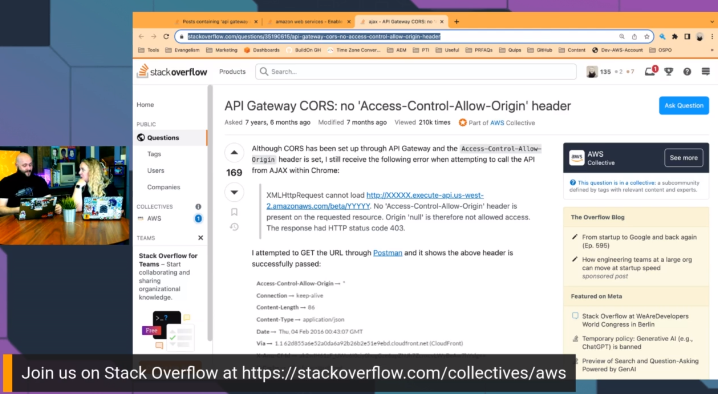 Posts containing 'api gateway
amazon web services - Enablin
ajax - API Gateway CORS: no '
stackoverflow.com/questions/35190615/api-gateway-cors-no-access-control-allow-origin-header
Tools
Evangelism
Marketing
Dashboards
BuildOn GH
Time Zone Conver...
AEM
PTI
Useful
PRFAQs
Quips
GitHub
Content
Dev-AWS-Account
OSPO
stackoverflow
Products
Search...
135
2
7
1
Home
PUBLIC
Questions
Tags
Users
Companies
COLLECTIVES
AWS
1
TEAMS
Stack Overflow for
Teams – Start
collaborating and
sharing
organizational
knowledge.
>_?
Free
API Gateway CORS: no 'Access-Control-Allow-Origin' header
Ask Question
Asked 7 years, 6 months ago Modified 7 months ago Viewed 210k times Part of AWS Collective
169
Although CORS has been set up through API Gateway and the Access-Control-Allow-
Origin header is set, I still receive the following error when attempting to call the API
from AJAX within Chrome:
XMLHttpRequest cannot load http://XXXXX.execute-api.us-west-
2.amazonaws.com/beta/YYYYY. No 'Access-Control-Allow-Origin' header is
present on the requested resource. Origin 'null' is therefore not allowed access.
The response had HTTP status code 403.
I attempted to GET the URL through Postman and it shows the above header is
successfully passed:
Access-Control-Allow-Origin → *
Connection → keep-alive
Content-Length → 86
Content-Type → application/json
Date → Thu, 04 Feb 2016 00:43:07 GMT
aws
AWS
Collective
See more
This question is in a collective: a subcommunity
defined by tags with relevant content and experts.
The Overflow Blog
From startup to Google and back again
(Ep. 595)
How engineering teams at a large org
can move at startup speed
sponsored post
Featured on Meta
Stack Overflow at WeAreDevelopers
World Congress in Berlin
Temporary policy: Generative AI (e.g.,
ChatGPT) is banned
Preview of Search and Question-Asking
Powered by GenAI
Join us on Stack Overflow at https://stackoverflow.com/collectives/aws